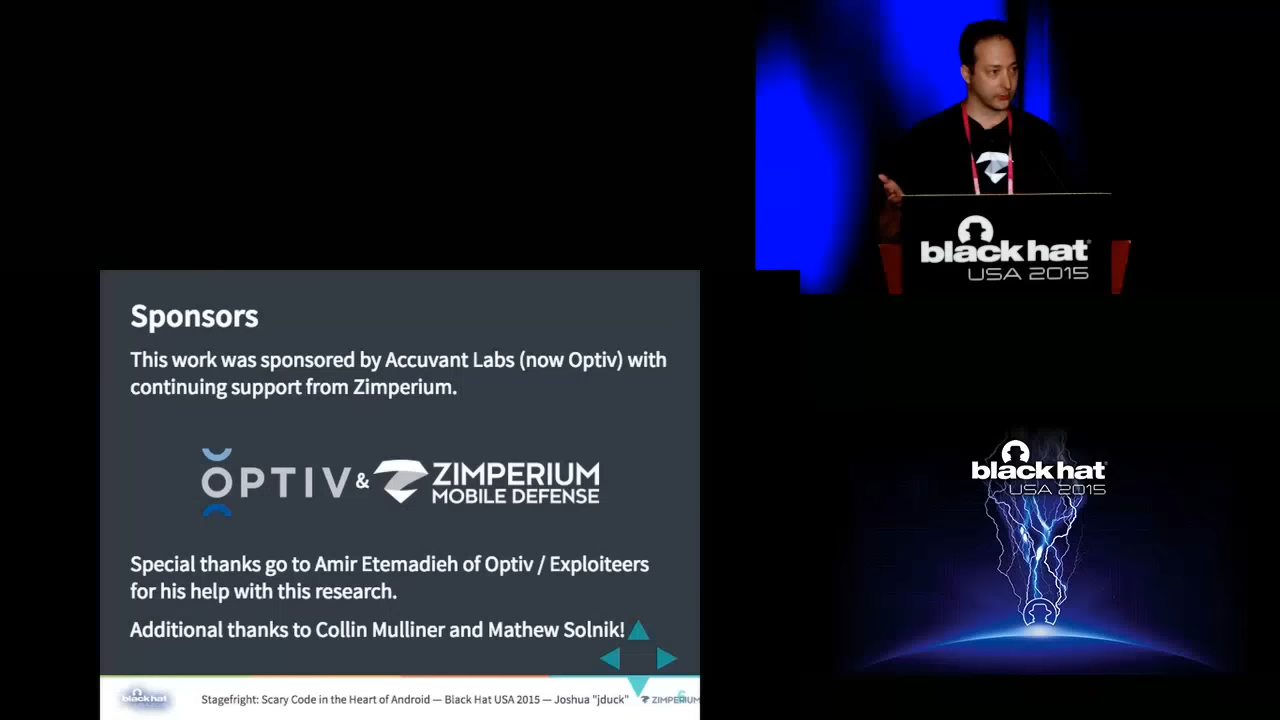 black hat
USA 2015
Sponsors
This work was sponsored by Accuvant Labs (now Optiv) with
continuing support from Zimperium.
OPTIV & ZIMPERIUM
MOBILE DEFENSE
Special thanks go to Amir Etemadieh of Optiv / Exploiteers
for his help with this research.
Additional thanks to Collin Mulliner and Mathew Solnik!
black hat
USA 2015
black hat
Stagefright: Scary Code in the Heart of Android — Black Hat USA 2015 — Joshua "jduck"
ZIMPERIUM
6